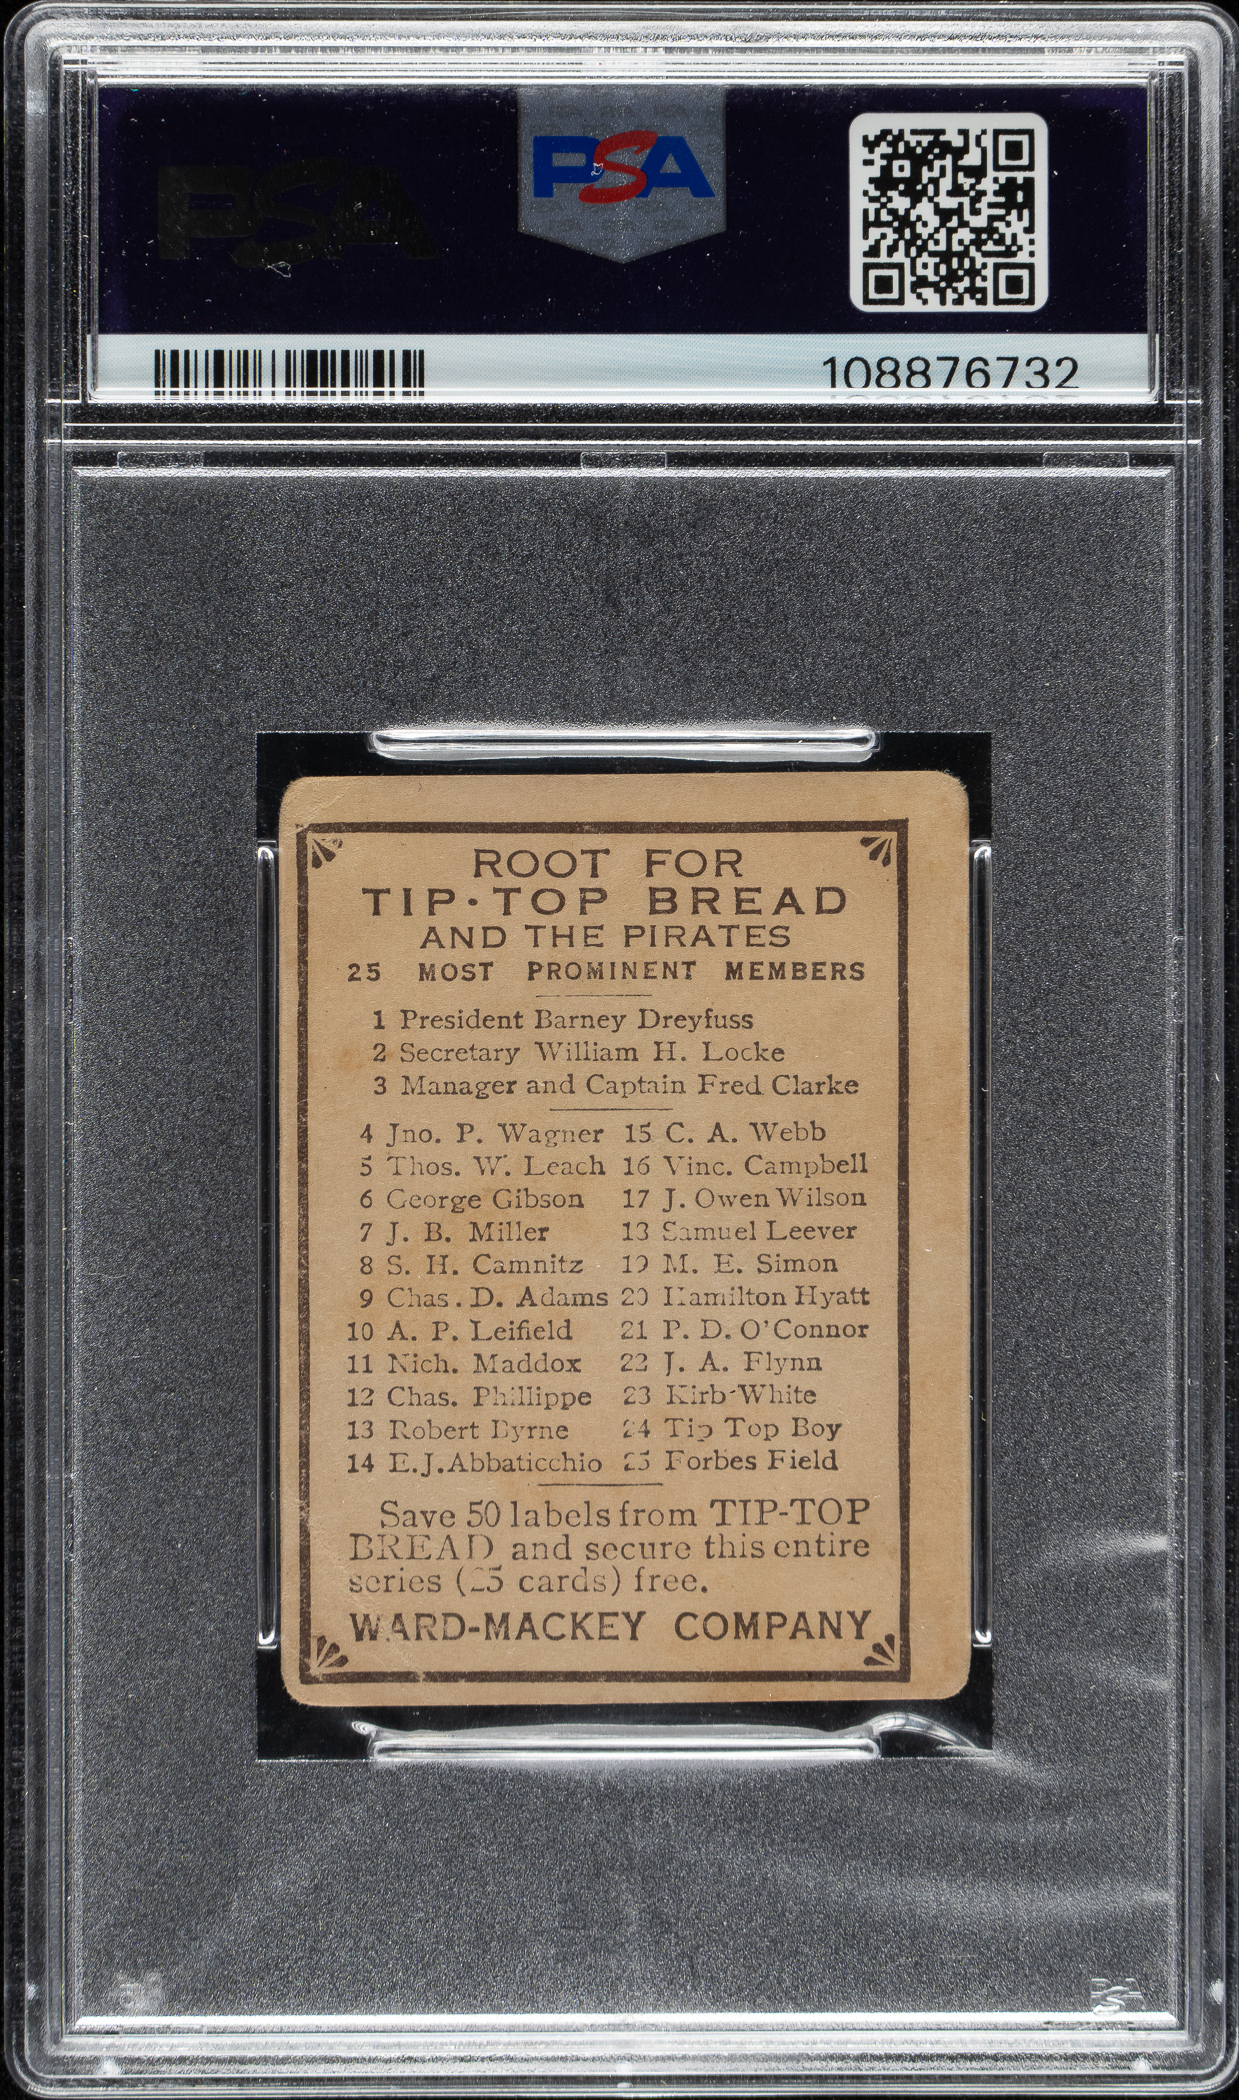 PSA
PSA
108876732
ROOT FOR
TIP·TOP BREAD
AND THE PIRATES
25 MOST PROMINENT MEMBERS
1 President Barney Dreyfuss
2 Secretary William H. Locke
3 Manager and Captain Fred Clarke
4 Jno. P. Wagner 15 C. A. Webb
5 Thos. W. Leach 16 Vinc. Campbell
6 George Gibson 17 J. Owen Wilson
7 J. B. Miller 18 Samuel Leever
8 S. H. Camnitz 19 M. E. Simon
9 Chas. D. Adams 20 Hamilton Hyatt
10 A. P. Leifield 21 P. D. O'Connor
11 Nich. Maddox 22 J. A. Flynn
12 Chas. Phillippe 23 Kirb-White
13 Robert Byrne 24 Tip Top Boy
14 E.J. Abbaticchio 25 Forbes Field
Save 50 labels from TIP-TOP
BREAD and secure this entire
series (25 cards) free.
WARD-MACKEY COMPANY
PSA